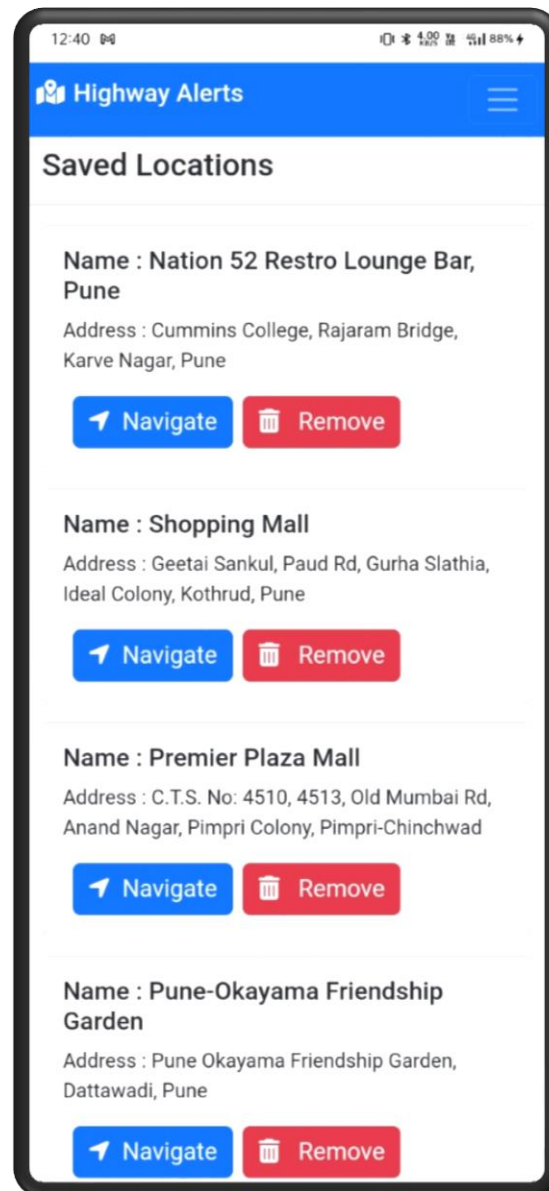 12:40
4.00
KB/S
88%
Highway Alerts
Saved Locations
Name : Nation 52 Restro Lounge Bar,
Pune
Address : Cummins College, Rajaram Bridge,
Karve Nagar, Pune
Navigate Remove
Name : Shopping Mall
Address : Geetai Sankul, Paud Rd, Gurha Slathia,
Ideal Colony, Kothrud, Pune
Navigate Remove
Name : Premier Plaza Mall
Address : C.T.S. No: 4510, 4513, Old Mumbai Rd,
Anand Nagar, Pimpri Colony, Pimpri-Chinchwad
Navigate Remove
Name : Pune-Okayama Friendship
Garden
Address : Pune Okayama Friendship Garden,
Dattawadi, Pune
Navigate Remove